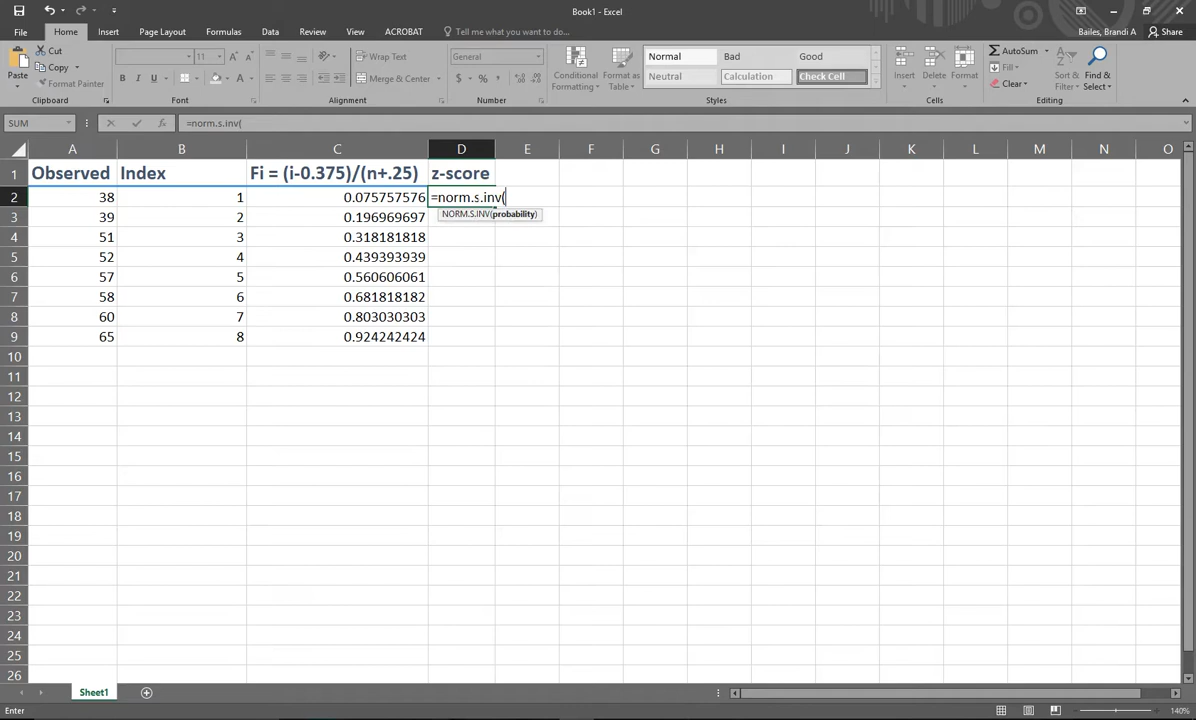 Book1 - Excel
File Home Insert Page Layout Formulas Data Review View ACROBAT Tell me what you want to do... Bailes, Brandi A Share
Paste Cut Copy Format Painter
Clipboard
11
B I U A
Font
Wrap Text
Merge & Center
Alignment
General
$ % ,
Number
Conditional Formatting Format as Table
Normal Bad Good
Neutral Calculation Check Cell
Styles
Insert Delete Format
Cells
AutoSum
Fill
Clear
Sort & Filter Find & Select
Editing
SUM fx =norm.s.inv(
A B C D E F G H I J K L M N O
1 Observed Index Fi = (i-0.375)/(n+.25) z-score
2 38 1 0.075757576 =norm.s.inv(
NORM.S.INV(probability)
3 39 2 0.196969697
4 51 3 0.318181818
5 52 4 0.439393939
6 57 5 0.560606061
7 58 6 0.681818182
8 60 7 0.803030303
9 65 8 0.924242424
10
11
12
13
14
15
16
17
18
19
20
21
22
23
24
25
26
Sheet1
Enter 140%